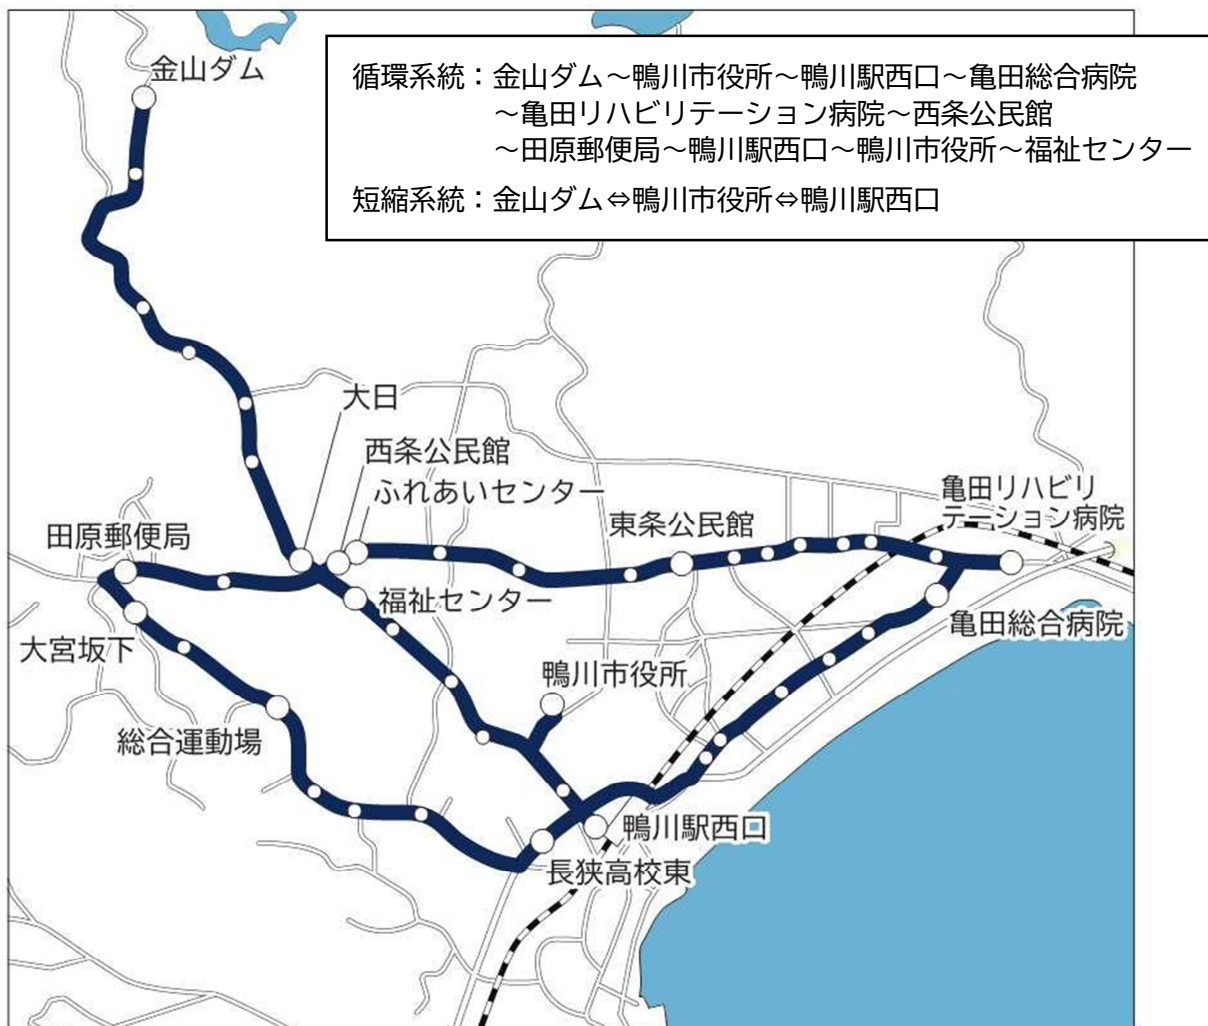 金山ダム
循環系統：金山ダム～鴨川市役所～鴨川駅西口～亀田総合病院
～亀田リハビリテーション病院～西条公民館
～田原郵便局～鴨川駅西口～鴨川市役所～福祉センター
短縮系統：金山ダム⇔鴨川市役所⇔鴨川駅西口
大日
西条公民館
ふれあいセンター
亀田リハビリ
テーション病院
東条公民館
田原郵便局
福祉センター
亀田総合病院
大宮坂下
鴨川市役所
総合運動場
鴨川駅西口
長狭高校東